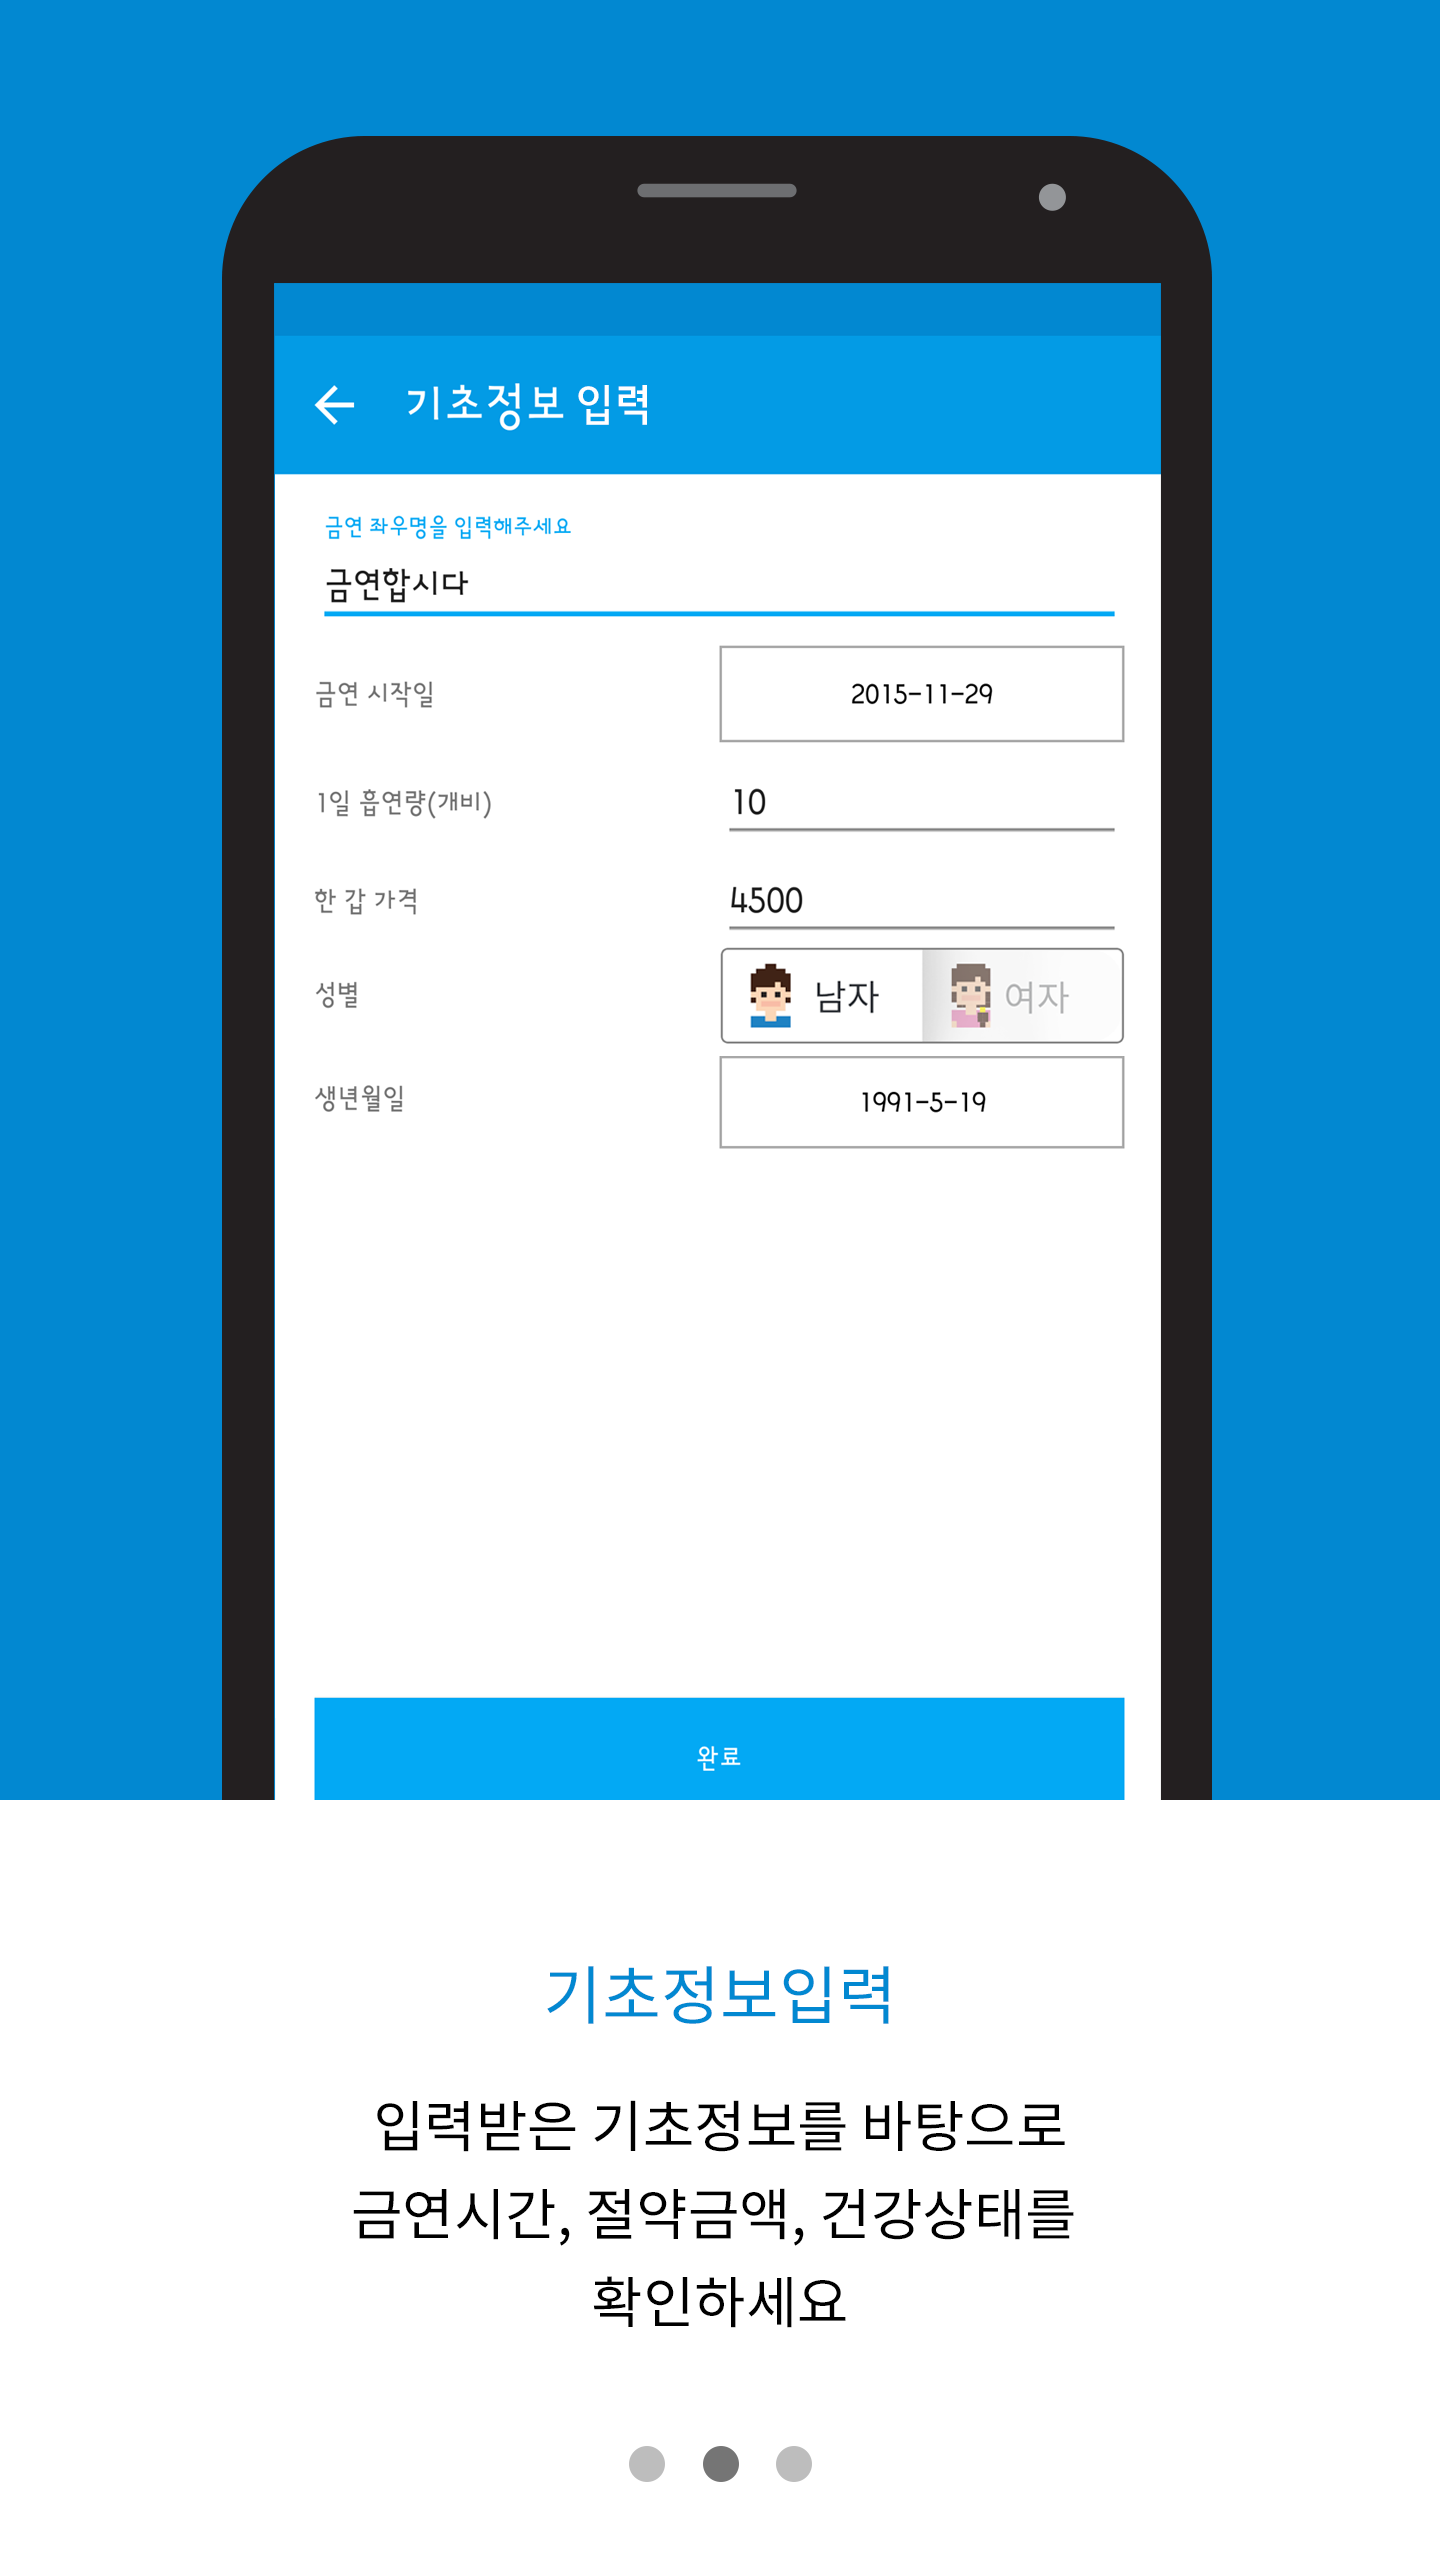 기초정보 입력
금연 좌우명을 입력해주세요
금연합시다
금연 시작일 2015-11-29
1일 흡연량(개비) 10
한 갑 가격 4500
성별 남자 여자
생년월일 1991-5-19
완료
기초정보입력
입력받은 기초정보를 바탕으로
금연시간, 절약금액, 건강상태를
확인하세요